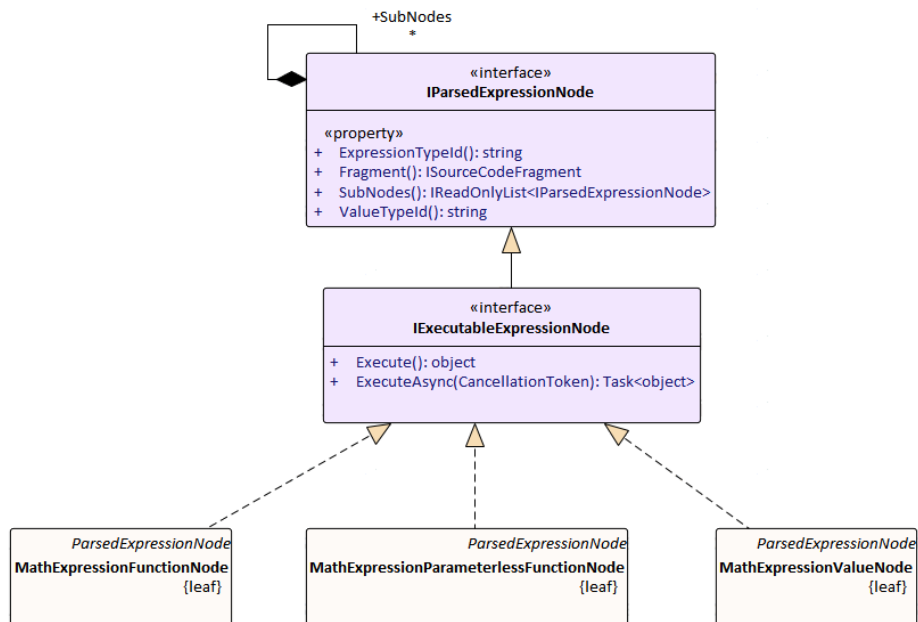 +SubNodes
*
«interface»
IParsedExpressionNode
«property»
+ ExpressionTypeId(): string
+ Fragment(): ISourceCodeFragment
+ SubNodes(): IReadOnlyList<IParsedExpressionNode>
+ ValueTypeId(): string
«interface»
IExecutableExpressionNode
+ Execute(): object
+ ExecuteAsync(CancellationToken): Task<object>
ParsedExpressionNode
MathExpressionFunctionNode
{leaf}
ParsedExpressionNode
MathExpressionParameterlessFunctionNode
{leaf}
ParsedExpressionNode
MathExpressionValueNode
{leaf}